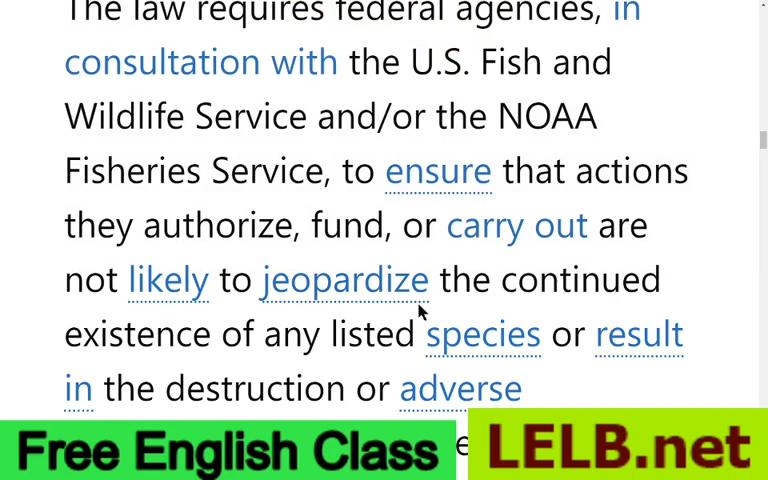 The law requires federal agencies, in
consultation with the U.S. Fish and
Wildlife Service and/or the NOAA
Fisheries Service, to ensure that actions
they authorize, fund, or carry out are
not likely to jeopardize the continued
existence of any listed species or result
in the destruction or adverse
Free English Class
LELB.net